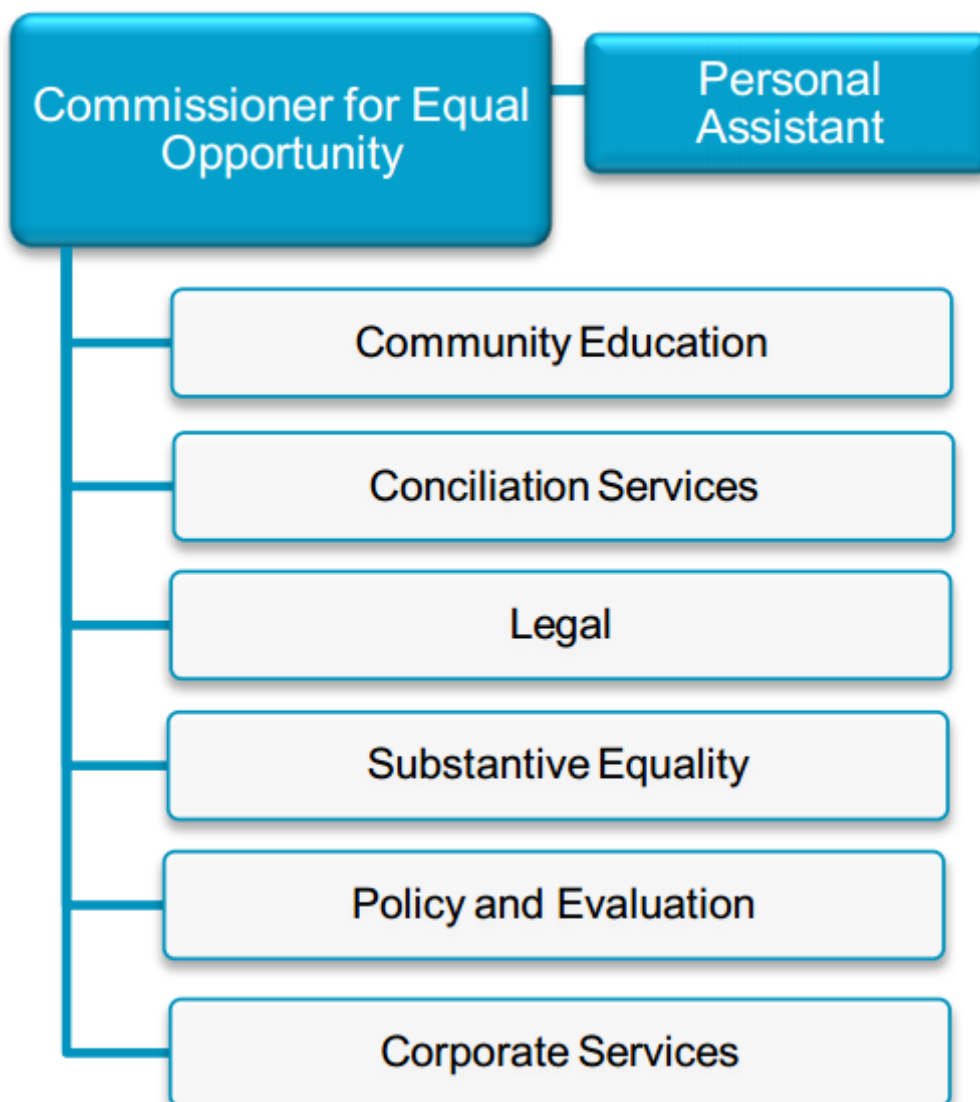 Commissioner for Equal
Opportunity
Personal
Assistant
Community Education
Conciliation Services
Legal
Substantive Equality
Policy and Evaluation
Corporate Services